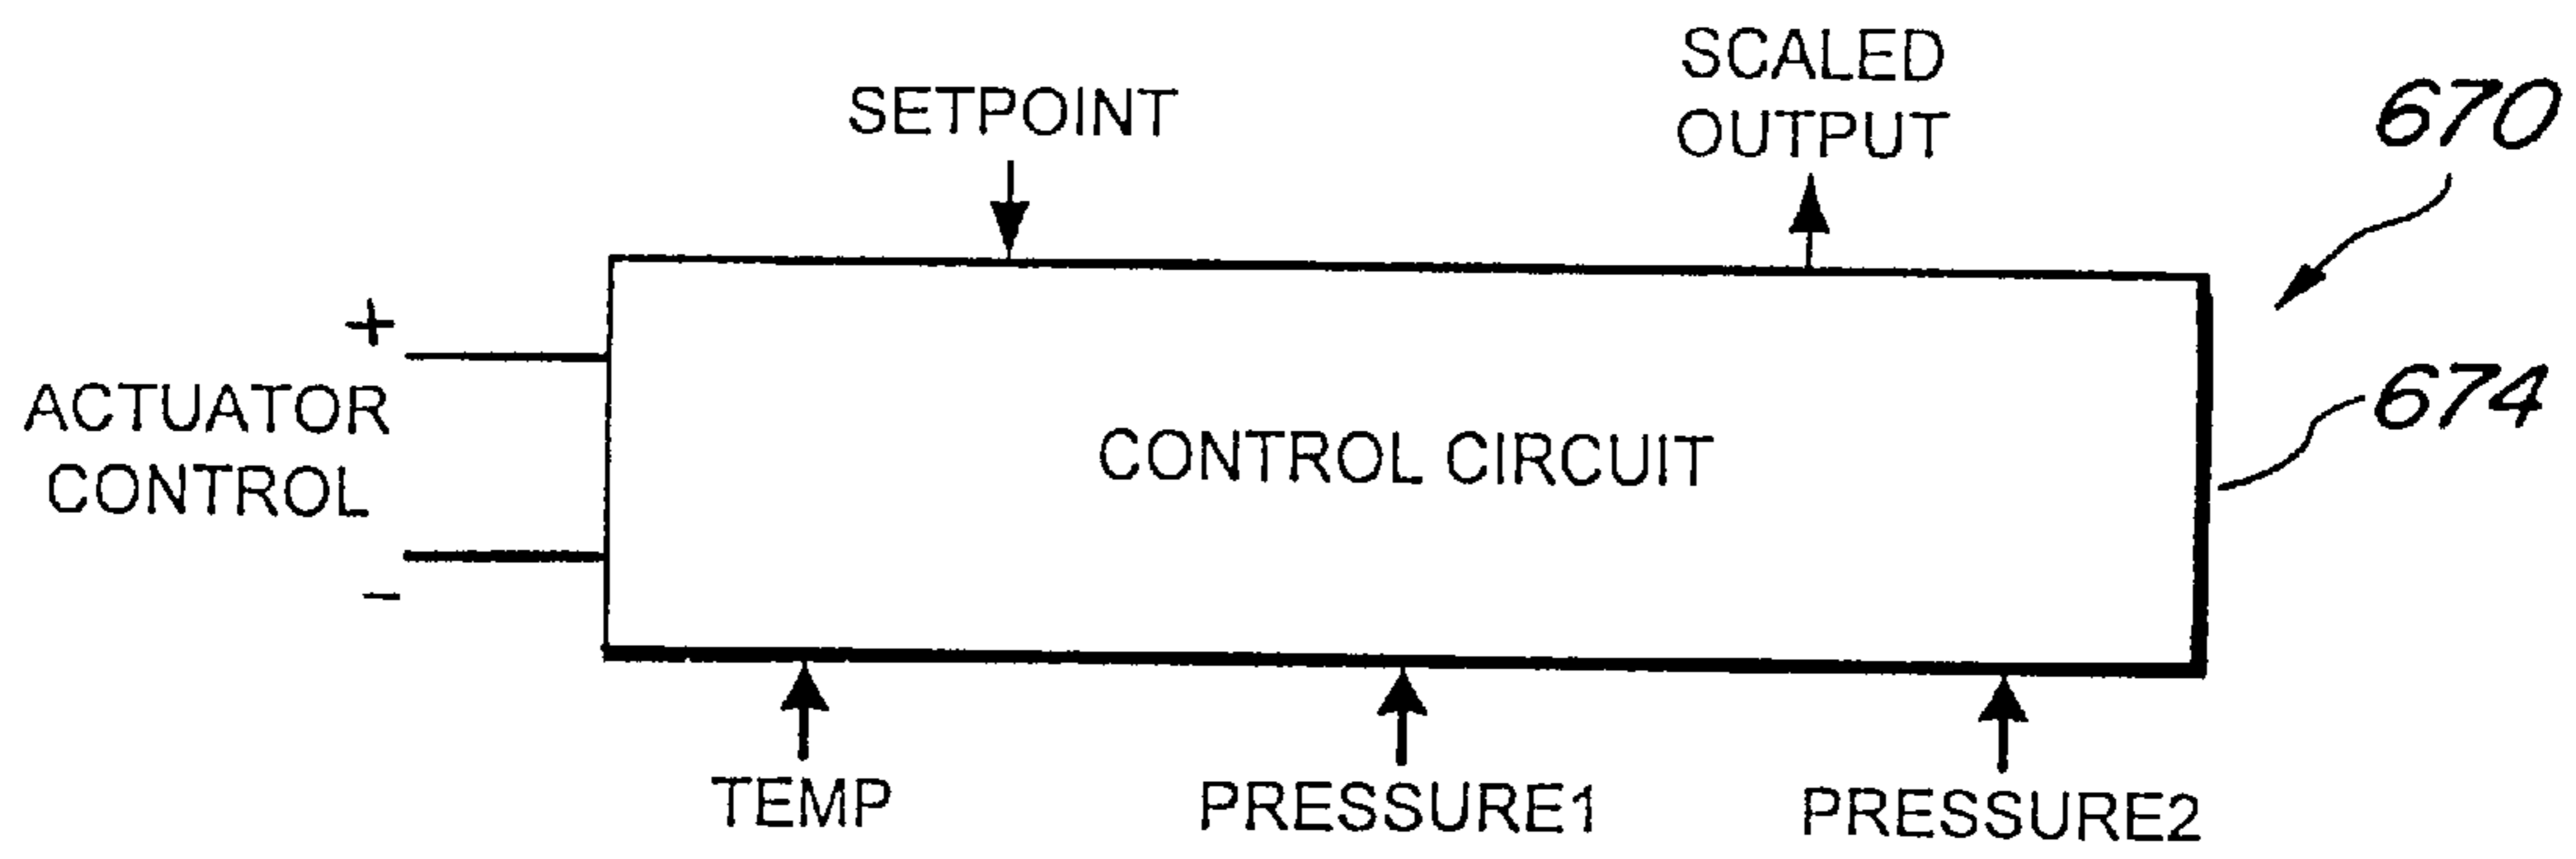 SCALED
OUTPUT
SETPOINT
670
+
ACTUATOR
CONTROL
-
CONTROL CIRCUIT
674
TEMP
PRESSURE1
PRESSURE2